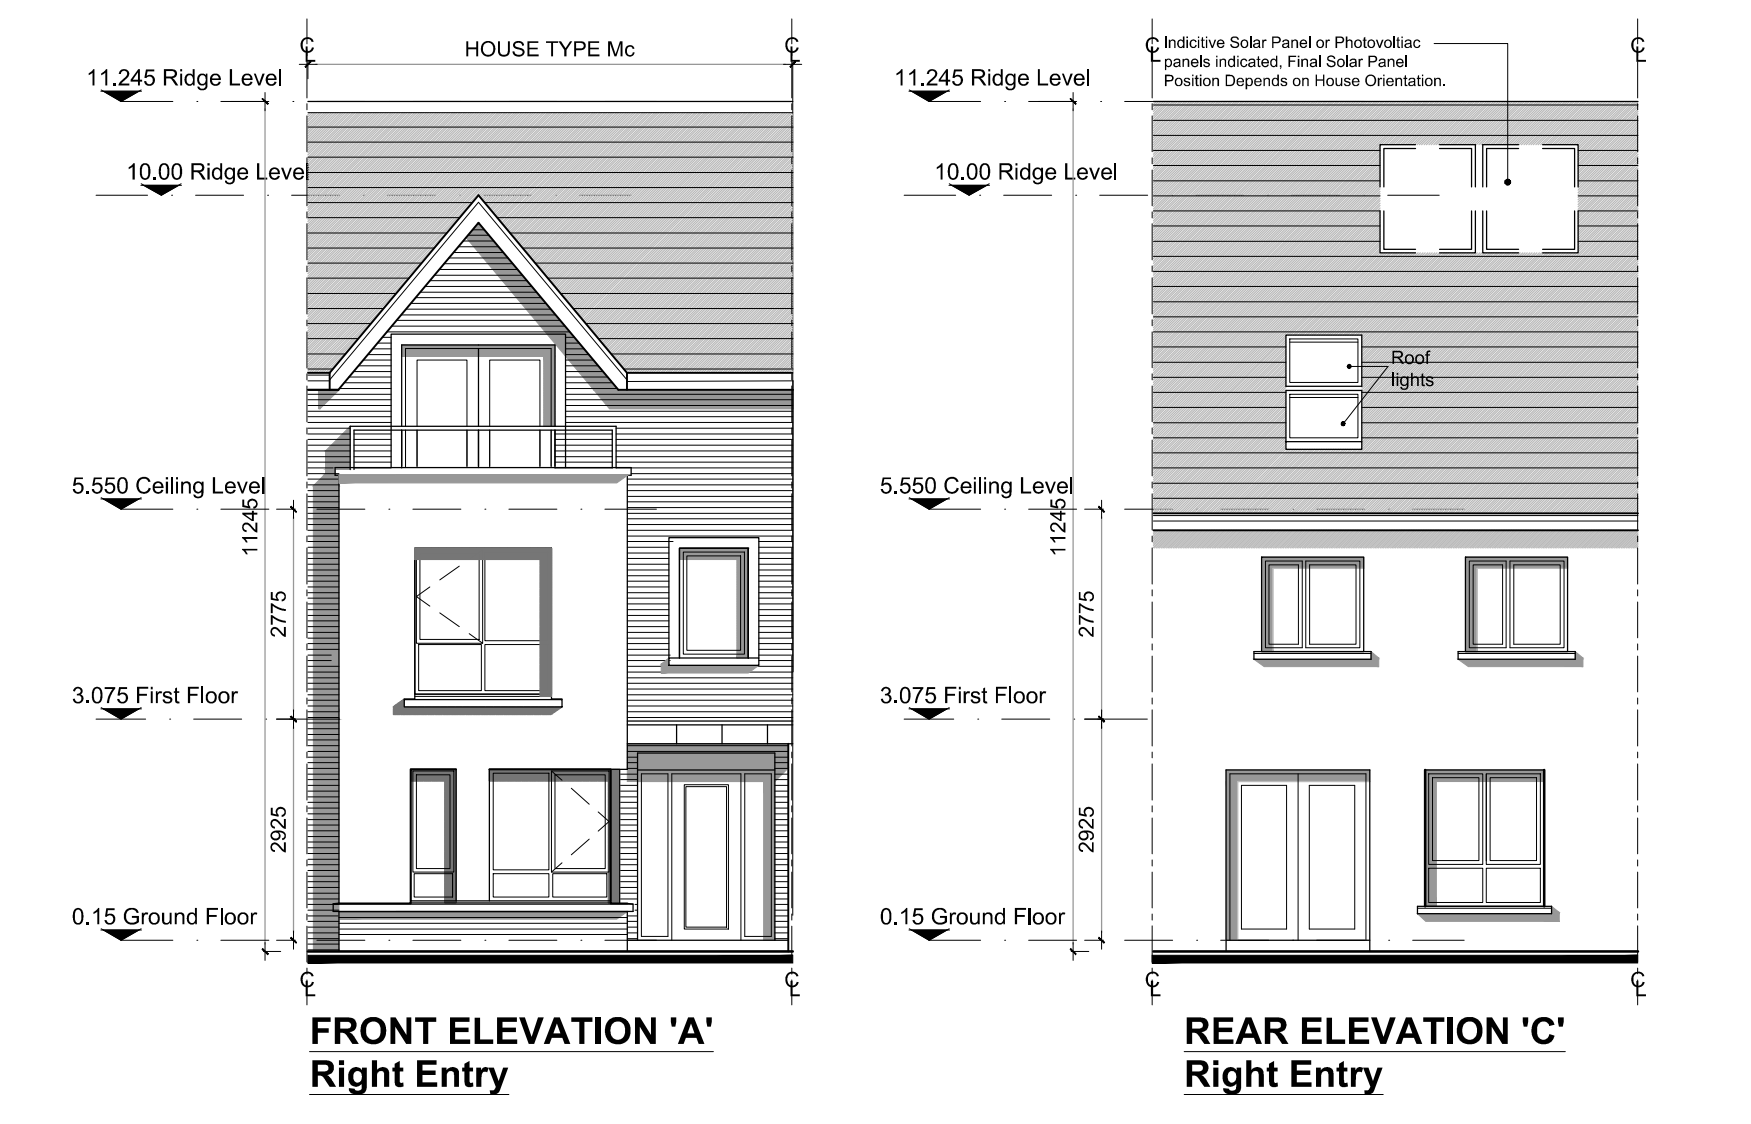 HOUSE TYPE Mc
11.245 Ridge Level
10.00 Ridge Level
5.550 Ceiling Level
11245
2775
3.075 First Floor
2925
0.15 Ground Floor
FRONT ELEVATION 'A'
Right Entry
Indicitive Solar Panel or Photovoltiac
panels indicated, Final Solar Panel
Position Depends on House Orientation.
11.245 Ridge Level
10.00 Ridge Level
Roof
lights
5.550 Ceiling Level
11245
2775
3.075 First Floor
2925
0.15 Ground Floor
REAR ELEVATION 'C'
Right Entry